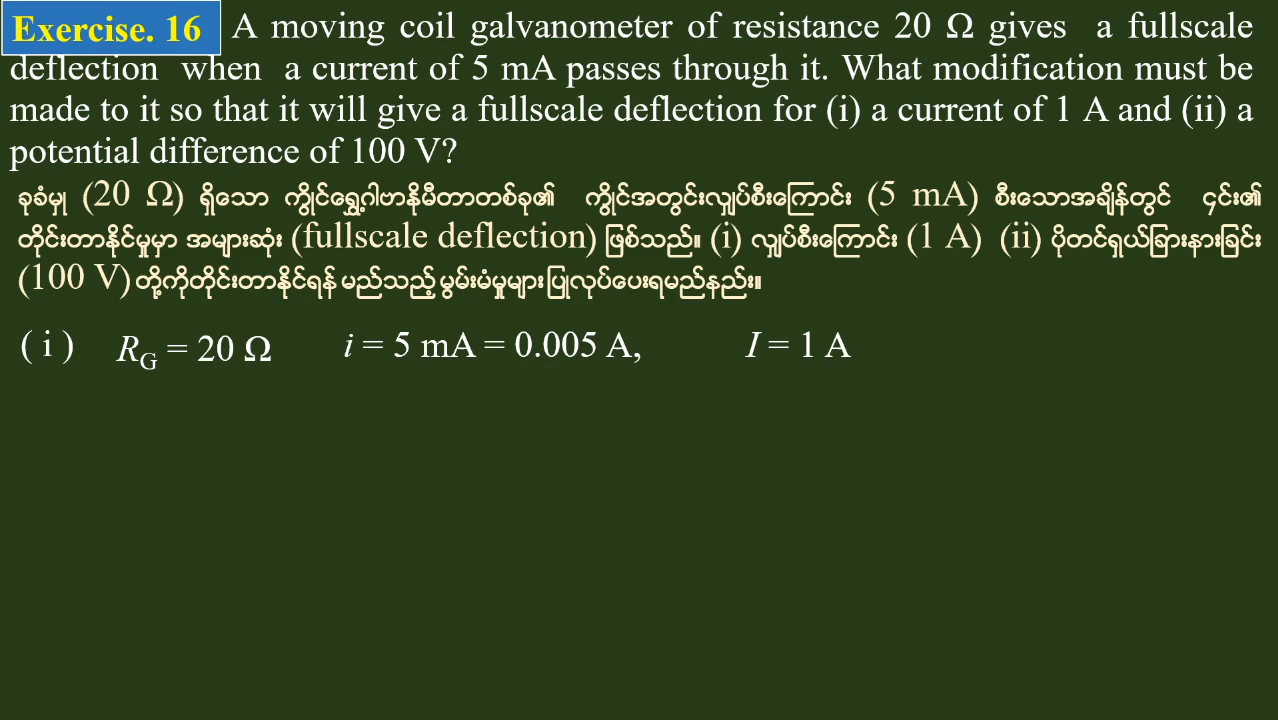 Exercise. 16 A moving coil galvanometer of resistance 20 Ω gives a fullscale
deflection when a current of 5 mA passes through it. What modification must be
made to it so that it will give a fullscale deflection for (i) a current of 1 A and (ii) a
potential difference of 100 V?
ခုခံမှု (20 Ω) ရှိသော ကွိုင်ရွှေ့ဂါဗာနိုမီတာတစ်ခု၏ ကွိုင်အတွင်းလျှပ်စီးကြောင်း (5 mA) စီးသောအချိန်တွင် ၎င်း၏
တိုင်းတာနိုင်မှုမှာ အများဆုံး (fullscale deflection) ဖြစ်သည်။ (i) လျှပ်စီးကြောင်း (1 A) (ii) ပိုတင်ရှယ်ခြားနားခြင်း
(100 V) တို့ကိုတိုင်းတာနိုင်ရန် မည်သည့် မွမ်းမံမှုများ ပြုလုပ်ပေးရမည်နည်း။
( i ) R_G = 20 Ω i = 5 mA = 0.005 A, I = 1 A